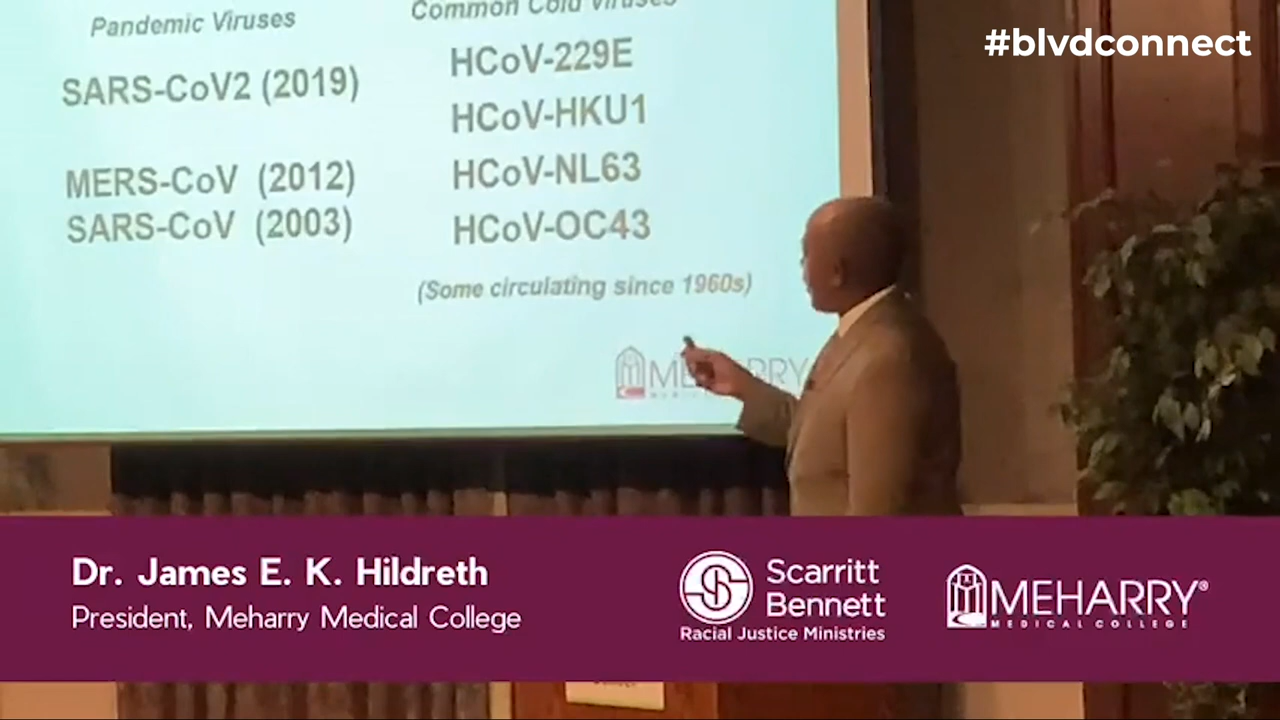 #blvdconnect
Pandemic Viruses
Common Cold Viruses
SARS-CoV2 (2019)
MERS-CoV (2012)
SARS-CoV (2003)
HCoV-229E
HCoV-HKU1
HCoV-NL63
HCoV-OC43
(Some circulating since 1960s)
MEHARRY
Dr. James E. K. Hildreth
President, Meharry Medical College
Scarritt
Bennett
Racial Justice Ministries
MEHARRY®
MEDICAL COLLEGE